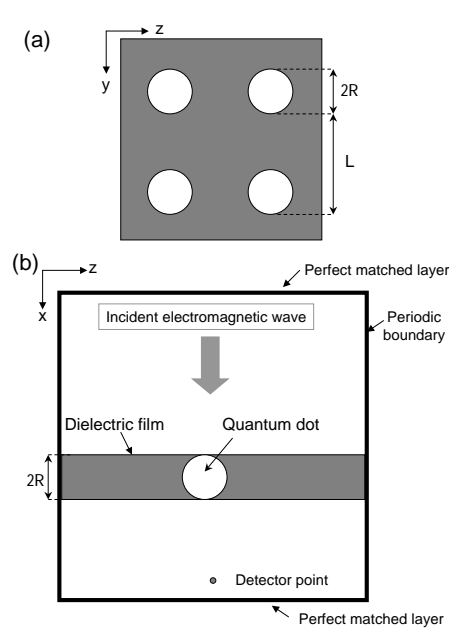 (a)
z
y
2R
L
(b)
z
x
Perfect matched layer
Incident electromagnetic wave
Periodic
boundary
Dielectric film
Quantum dot
2R
Detector point
Perfect matched layer